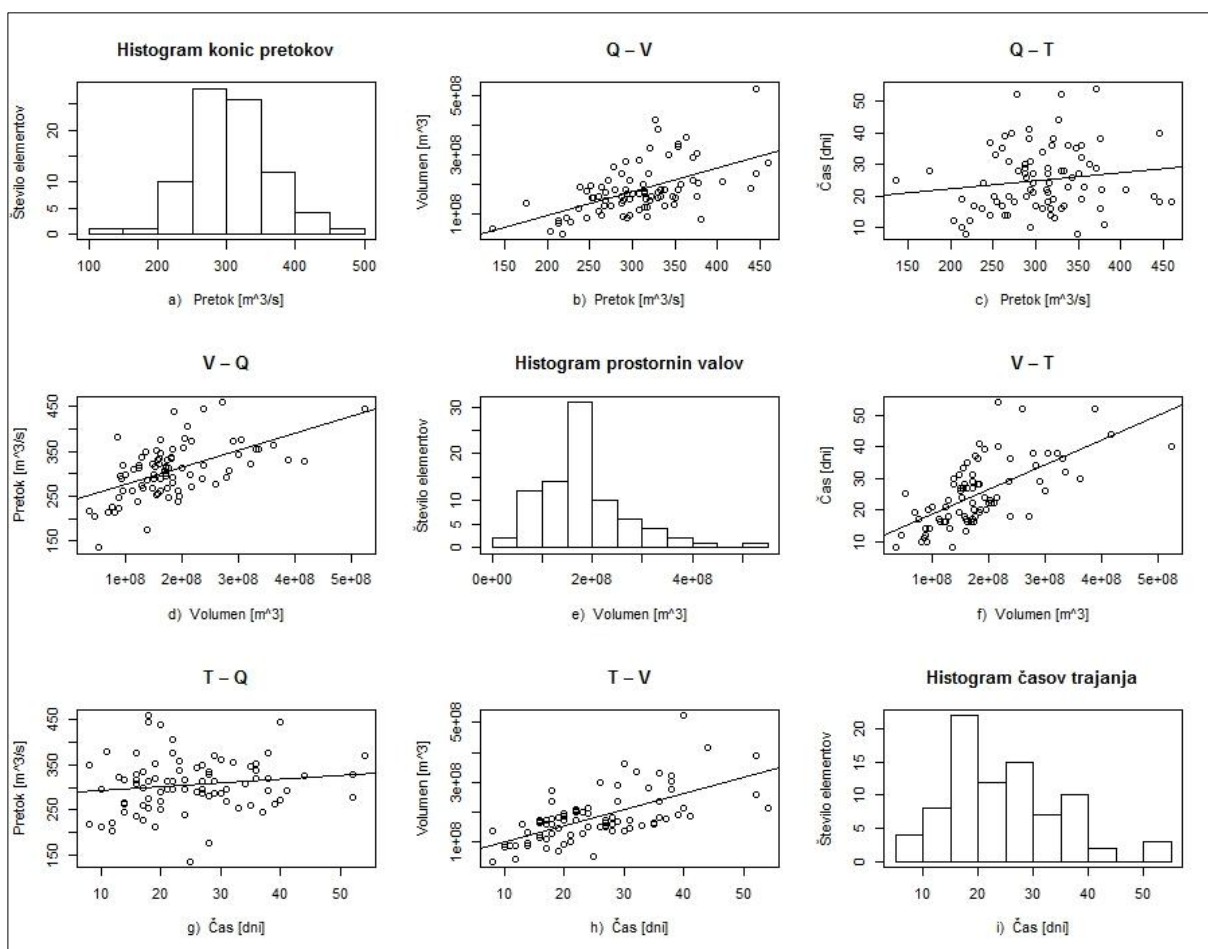 Histogram konic pretokov
Število elementov
0 5 10 20
100 200 300 400 500
a) Pretok [m^3/s]
Q – V
Volumen [m^3]
1e+08 3e+08 5e+08
150 200 250 300 350 400 450
b) Pretok [m^3/s]
Q – T
Čas [dni]
10 20 30 40 50
150 200 250 300 350 400 450
c) Pretok [m^3/s]
V – Q
Pretok [m^3/s]
150 250 350 450
1e+08 2e+08 3e+08 4e+08 5e+08
d) Volumen [m^3]
Histogram prostornin valov
Število elementov
0 5 10 20 30
0e+00 2e+08 4e+08
e) Volumen [m^3]
V – T
Čas [dni]
10 20 30 40 50
1e+08 2e+08 3e+08 4e+08 5e+08
f) Volumen [m^3]
T – Q
Pretok [m^3/s]
150 250 350 450
10 20 30 40 50
g) Čas [dni]
T – V
Volumen [m^3]
1e+08 3e+08 5e+08
10 20 30 40 50
h) Čas [dni]
Histogram časov trajanja
Število elementov
0 5 10 20
10 20 30 40 50
i) Čas [dni]